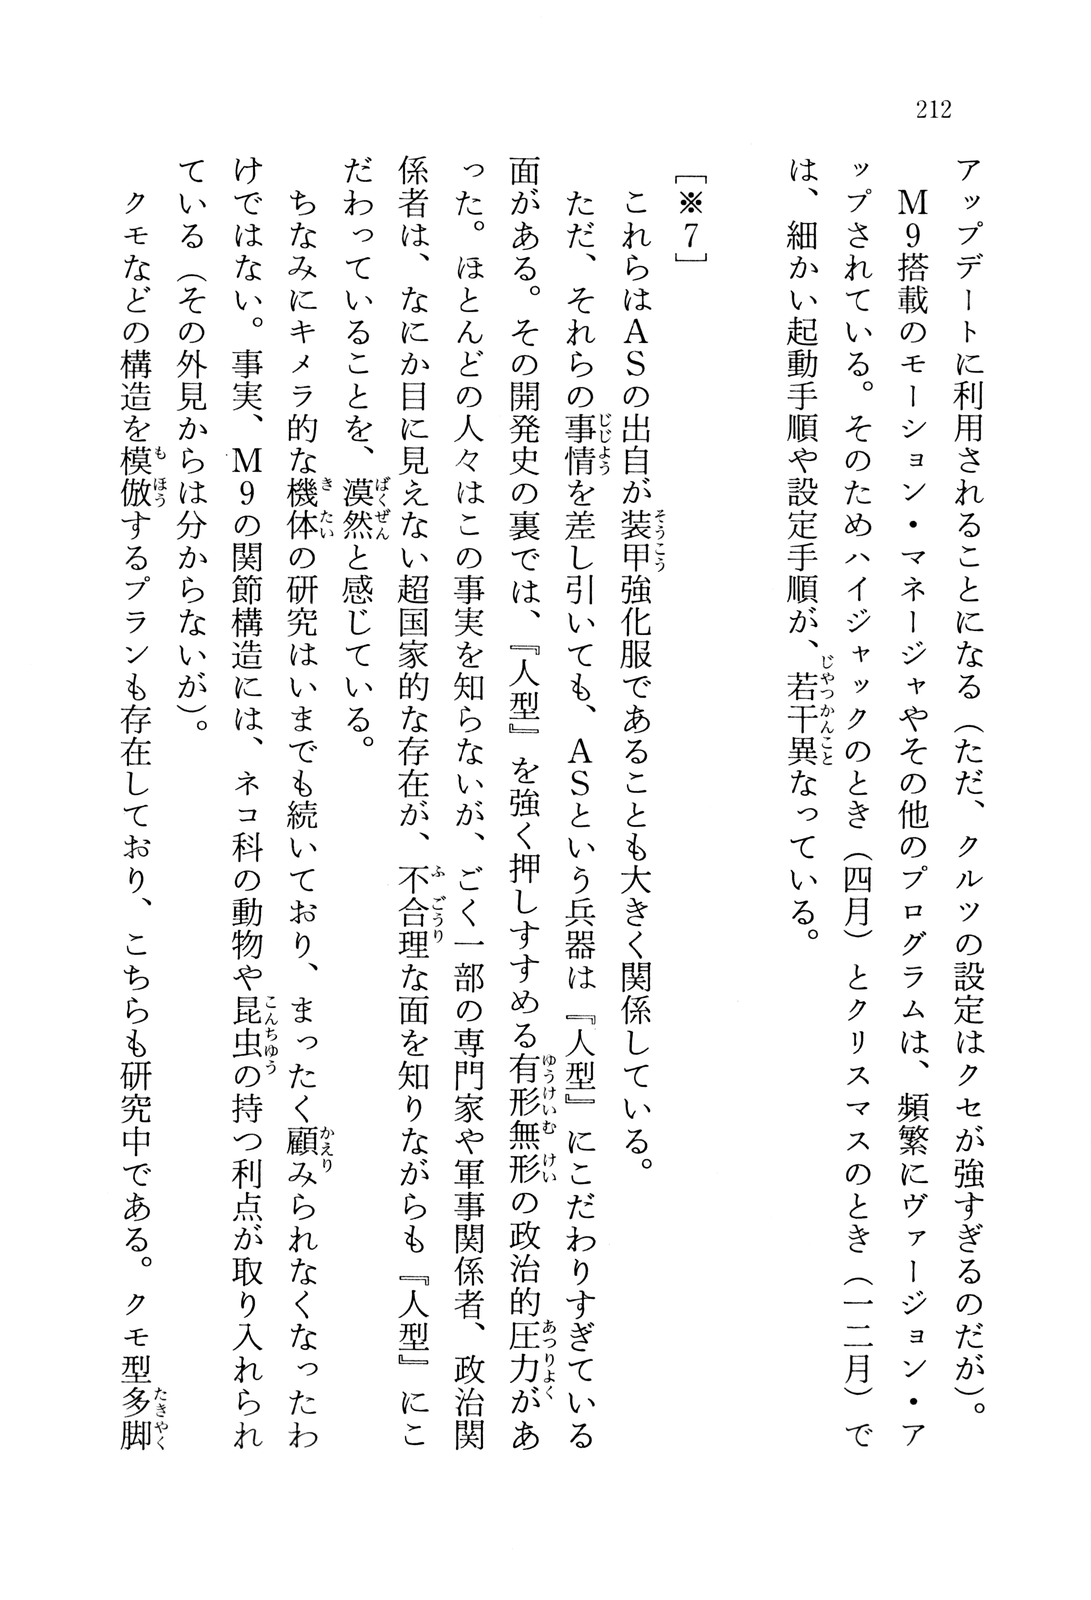 212
アップデートに利用されることになる（ただ、クルツの設定はクセが強すぎるのだが）。
M9搭載のモーション・マネージャやその他のプログラムは、頻繁にヴァージョン・ア
ップされている。そのためハイジャックのとき（四月）とクリスマスのとき（一二月）で
は、細かい起動手順や設定手順が、若干異なっている。
［※7］
これらはASの出自が装甲強化服であることも大きく関係している。
ただ、それらの事情を差し引いても、ASという兵器は『人型』にこだわりすぎている
面がある。その開発史の裏では、『人型』を強く押しすすめる有形無形の政治的圧力があ
った。ほとんどの人々はこの事実を知らないが、ごく一部の専門家や軍事関係者、政治関
係者は、なにか目に見えない超国家的な存在が、不合理な面を知りながらも『人型』にこ
だわっていることを、漠然と感じている。
ちなみにキメラ的な機体の研究はいまでも続いており、まったく顧みられなくなったわ
けではない。事実、M9の関節構造には、ネコ科の動物や昆虫の持つ利点が取り入れられ
ている（その外見からは分からないが）。
クモなどの構造を模倣するプランも存在しており、こちらも研究中である。クモ型多脚